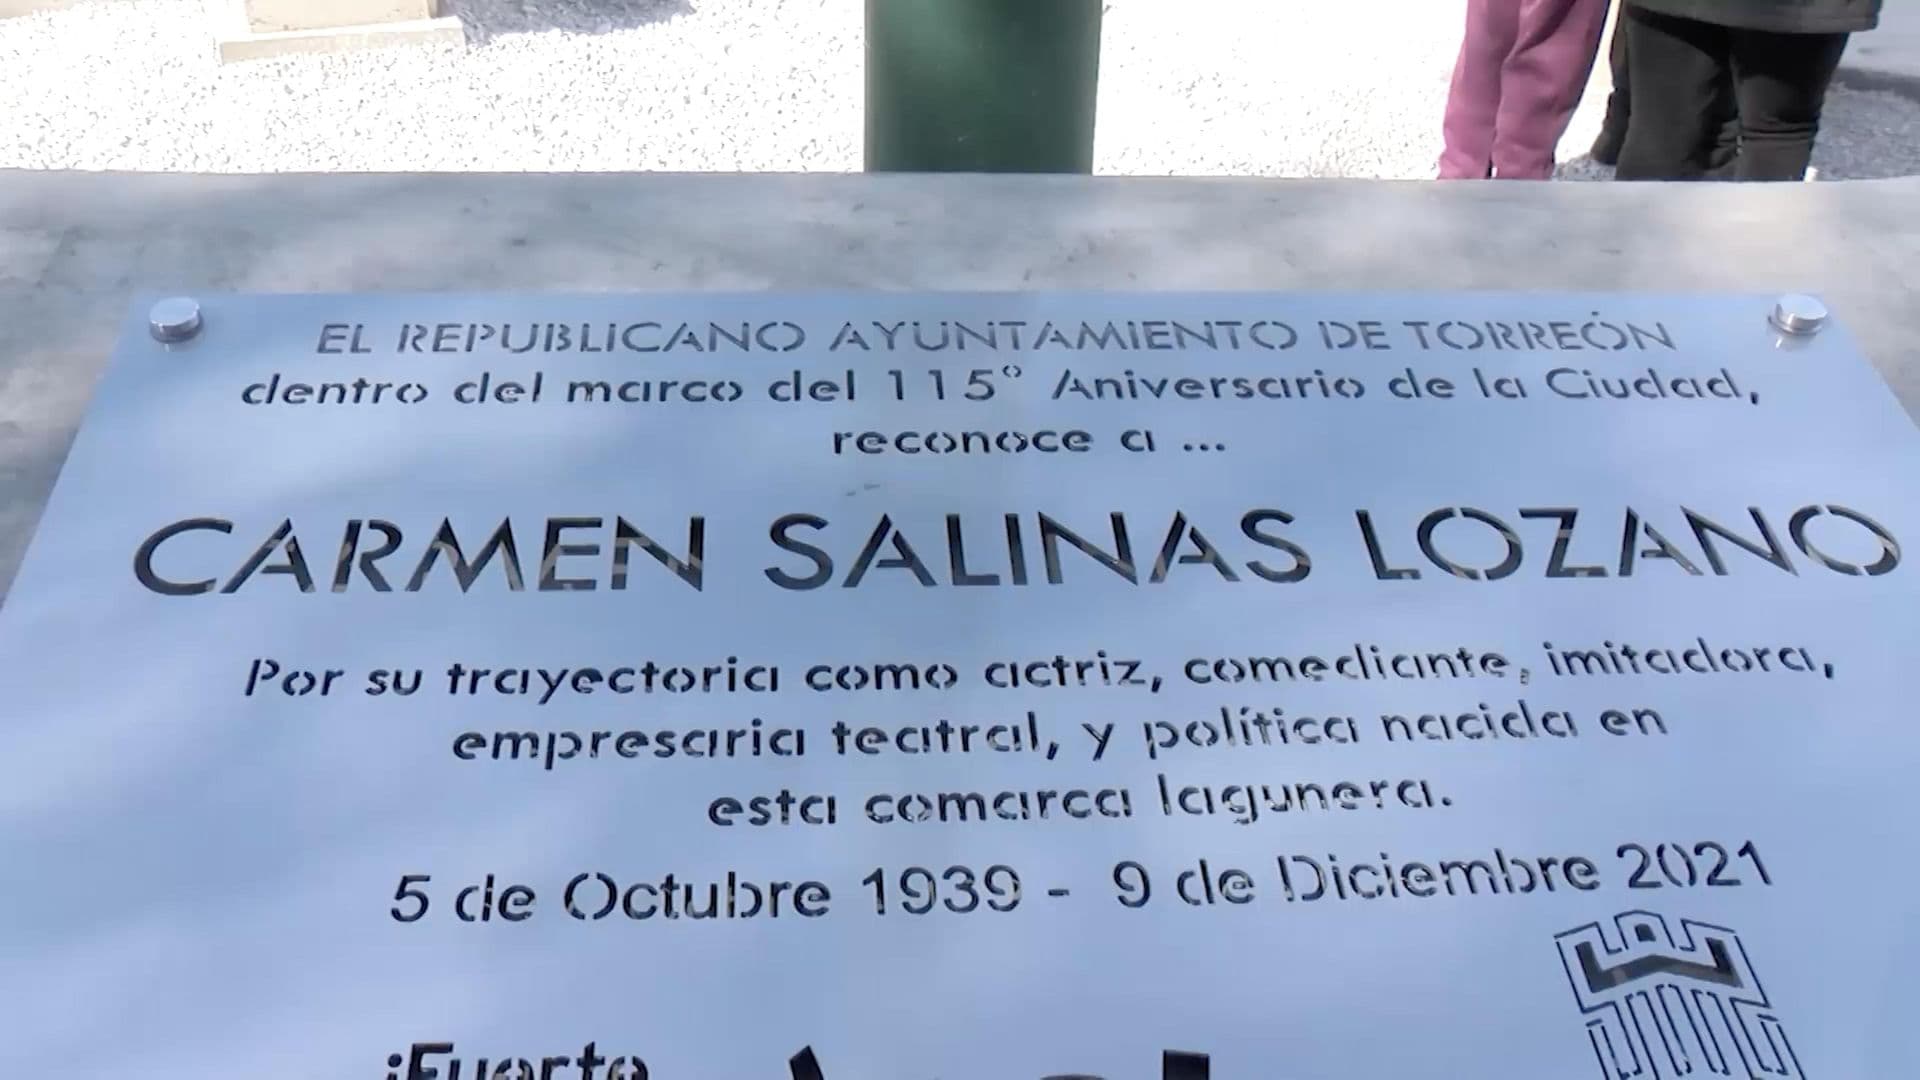 EL REPUBLICANO AYUNTAMIENTO DE TORREÓN
dentro del marco del 115° Aniversario de la Ciudad,
reconoce a ...
CARMEN SALINAS LOZANO
Por su trayectoria como actriz, comediante, imitadora,
empresaria teatral, y política nacida en
esta comarca lagunera.
5 de Octubre 1939 - 9 de Diciembre 2021
¡Fuerte